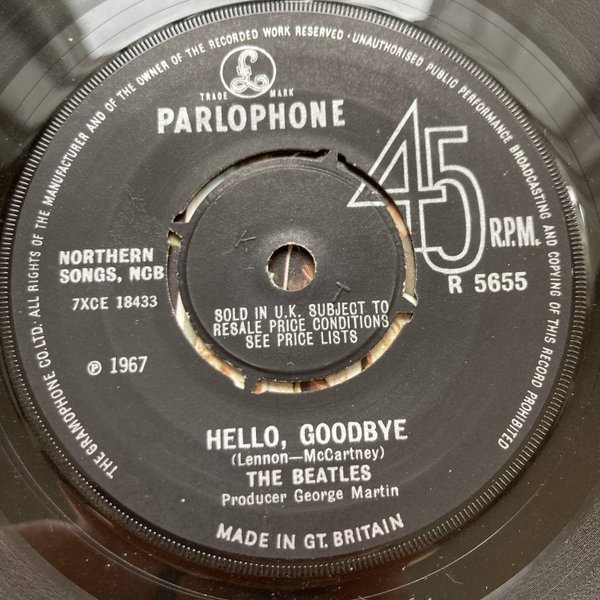 THE GRAMOPHONE CO. LTD. ALL RIGHTS OF THE MANUFACTURER AND OF THE OWNER OF THE RECORDED WORK RESERVED · UNAUTHORISED PUBLIC PERFORMANCE BROADCASTING AND COPYING OF THIS RECORD PROHIBITED
£
TRADE MARK
PARLOPHONE
45
R.P.M.
R 5655
NORTHERN
SONGS, NCB
7XCE 18433
℗ 1967
K
T
SOLD IN U.K. SUBJECT TO
RESALE PRICE CONDITIONS
SEE PRICE LISTS
HELLO, GOODBYE
(Lennon—McCartney)
THE BEATLES
Producer George Martin
MADE IN GT. BRITAIN